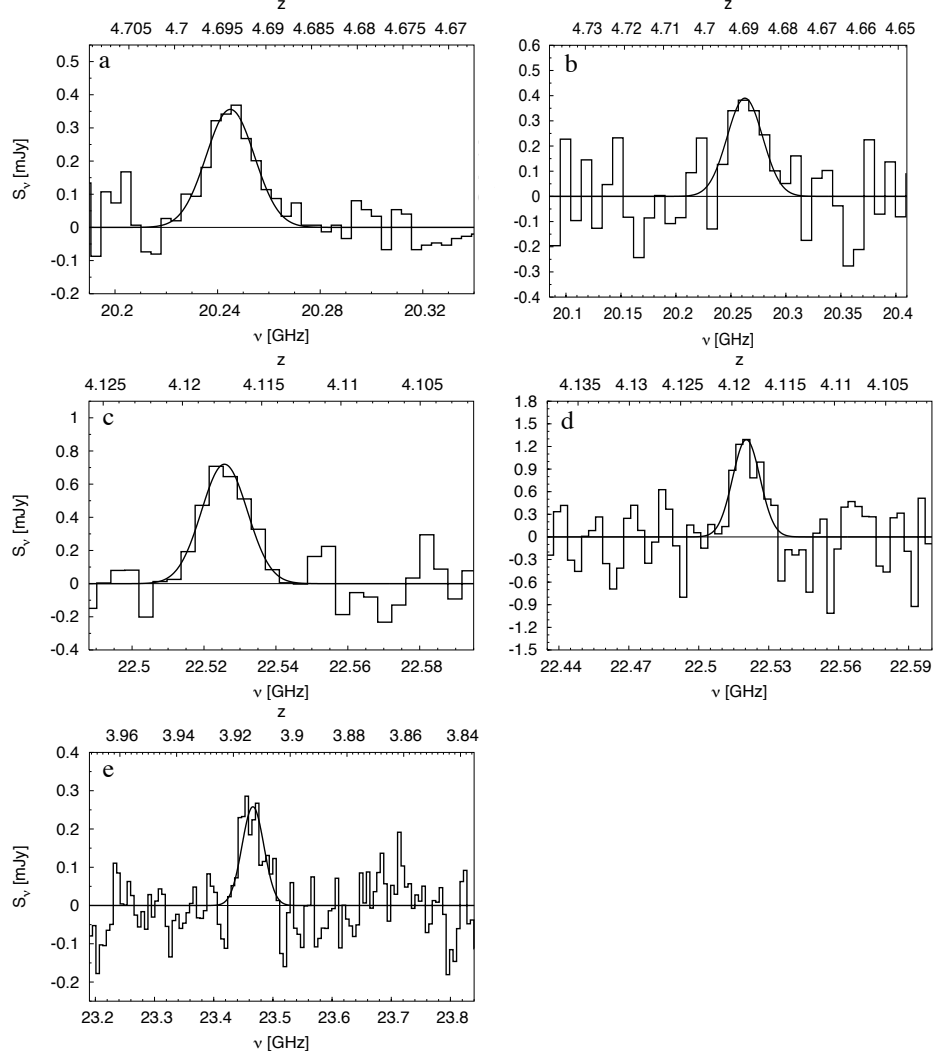 z
4.705 4.7 4.695 4.69 4.685 4.68 4.675 4.67
a
0.5
0.4
0.3
0.2
0.1
0
-0.1
-0.2
Sν [mJy]
20.2 20.24 20.28 20.32
ν [GHz]
z
4.73 4.72 4.71 4.7 4.69 4.68 4.67 4.66 4.65
b
0.6
0.5
0.4
0.3
0.2
0.1
0
-0.1
-0.2
-0.3
-0.4
20.1 20.15 20.2 20.25 20.3 20.35 20.4
ν [GHz]
z
4.125 4.12 4.115 4.11 4.105
c
1
0.8
0.6
0.4
0.2
0
-0.2
-0.4
Sν [mJy]
22.5 22.52 22.54 22.56 22.58
ν [GHz]
z
4.135 4.13 4.125 4.12 4.115 4.11 4.105
d
1.8
1.5
1.2
0.9
0.6
0.3
0
-0.3
-0.6
-0.9
-1.2
-1.5
22.44 22.47 22.5 22.53 22.56 22.59
ν [GHz]
z
3.96 3.94 3.92 3.9 3.88 3.86 3.84
e
0.4
0.3
0.2
0.1
0
-0.1
-0.2
Sν [mJy]
23.2 23.3 23.4 23.5 23.6 23.7 23.8
ν [GHz]